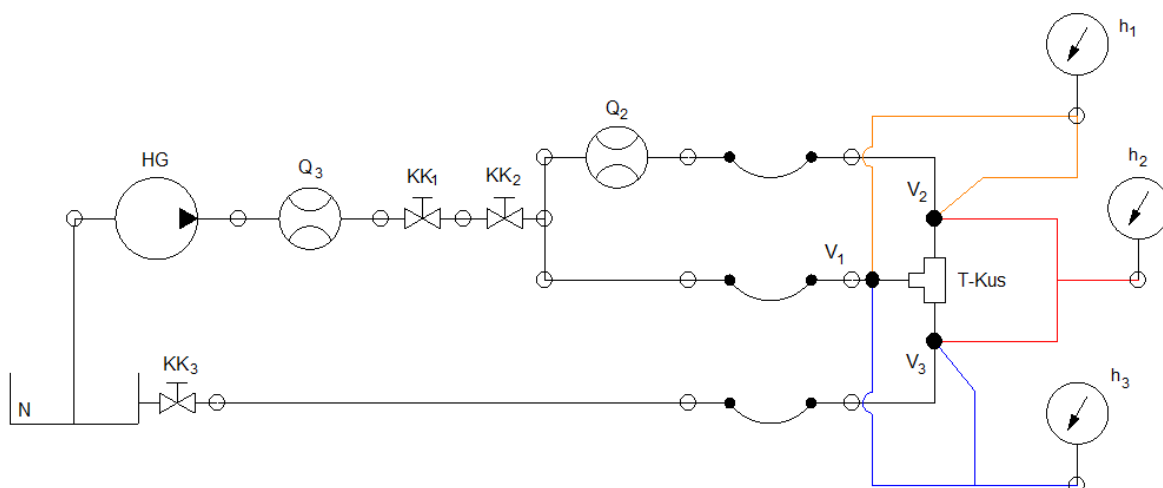 h₁
Q₂
h₂
HG
Q₃
KK₁
KK₂
V₂
V₁
T-Kus
V₃
KK₃
h₃
N